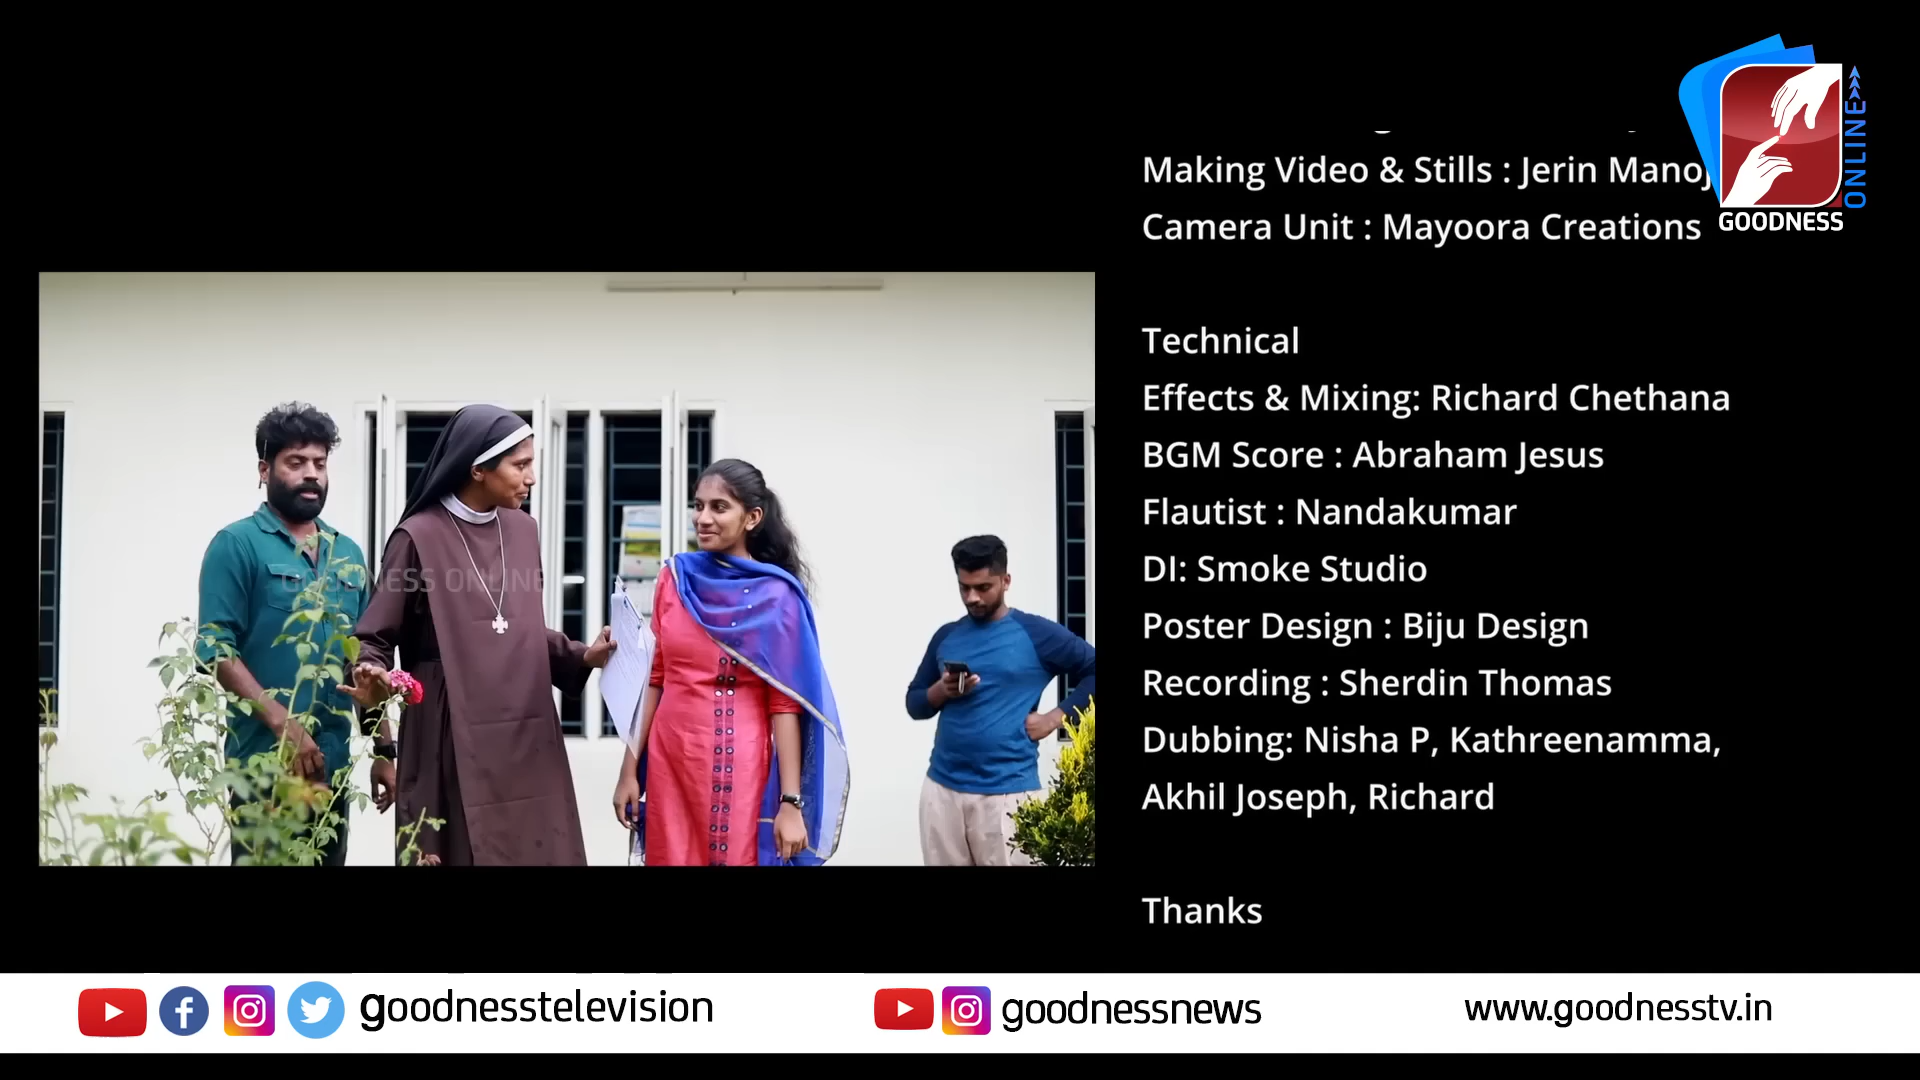 Making Video & Stills : Jerin Manoj
Camera Unit : Mayoora Creations
Technical
Effects & Mixing: Richard Chethana
BGM Score : Abraham Jesus
Flautist : Nandakumar
DI: Smoke Studio
Poster Design : Biju Design
Recording : Sherdin Thomas
Dubbing: Nisha P, Kathreenamma,
Akhil Joseph, Richard
Thanks
GOODNESS
ONLINE
GOODNESS ONLINE
goodnesstelevision
goodnessnews
www.goodnesstv.in